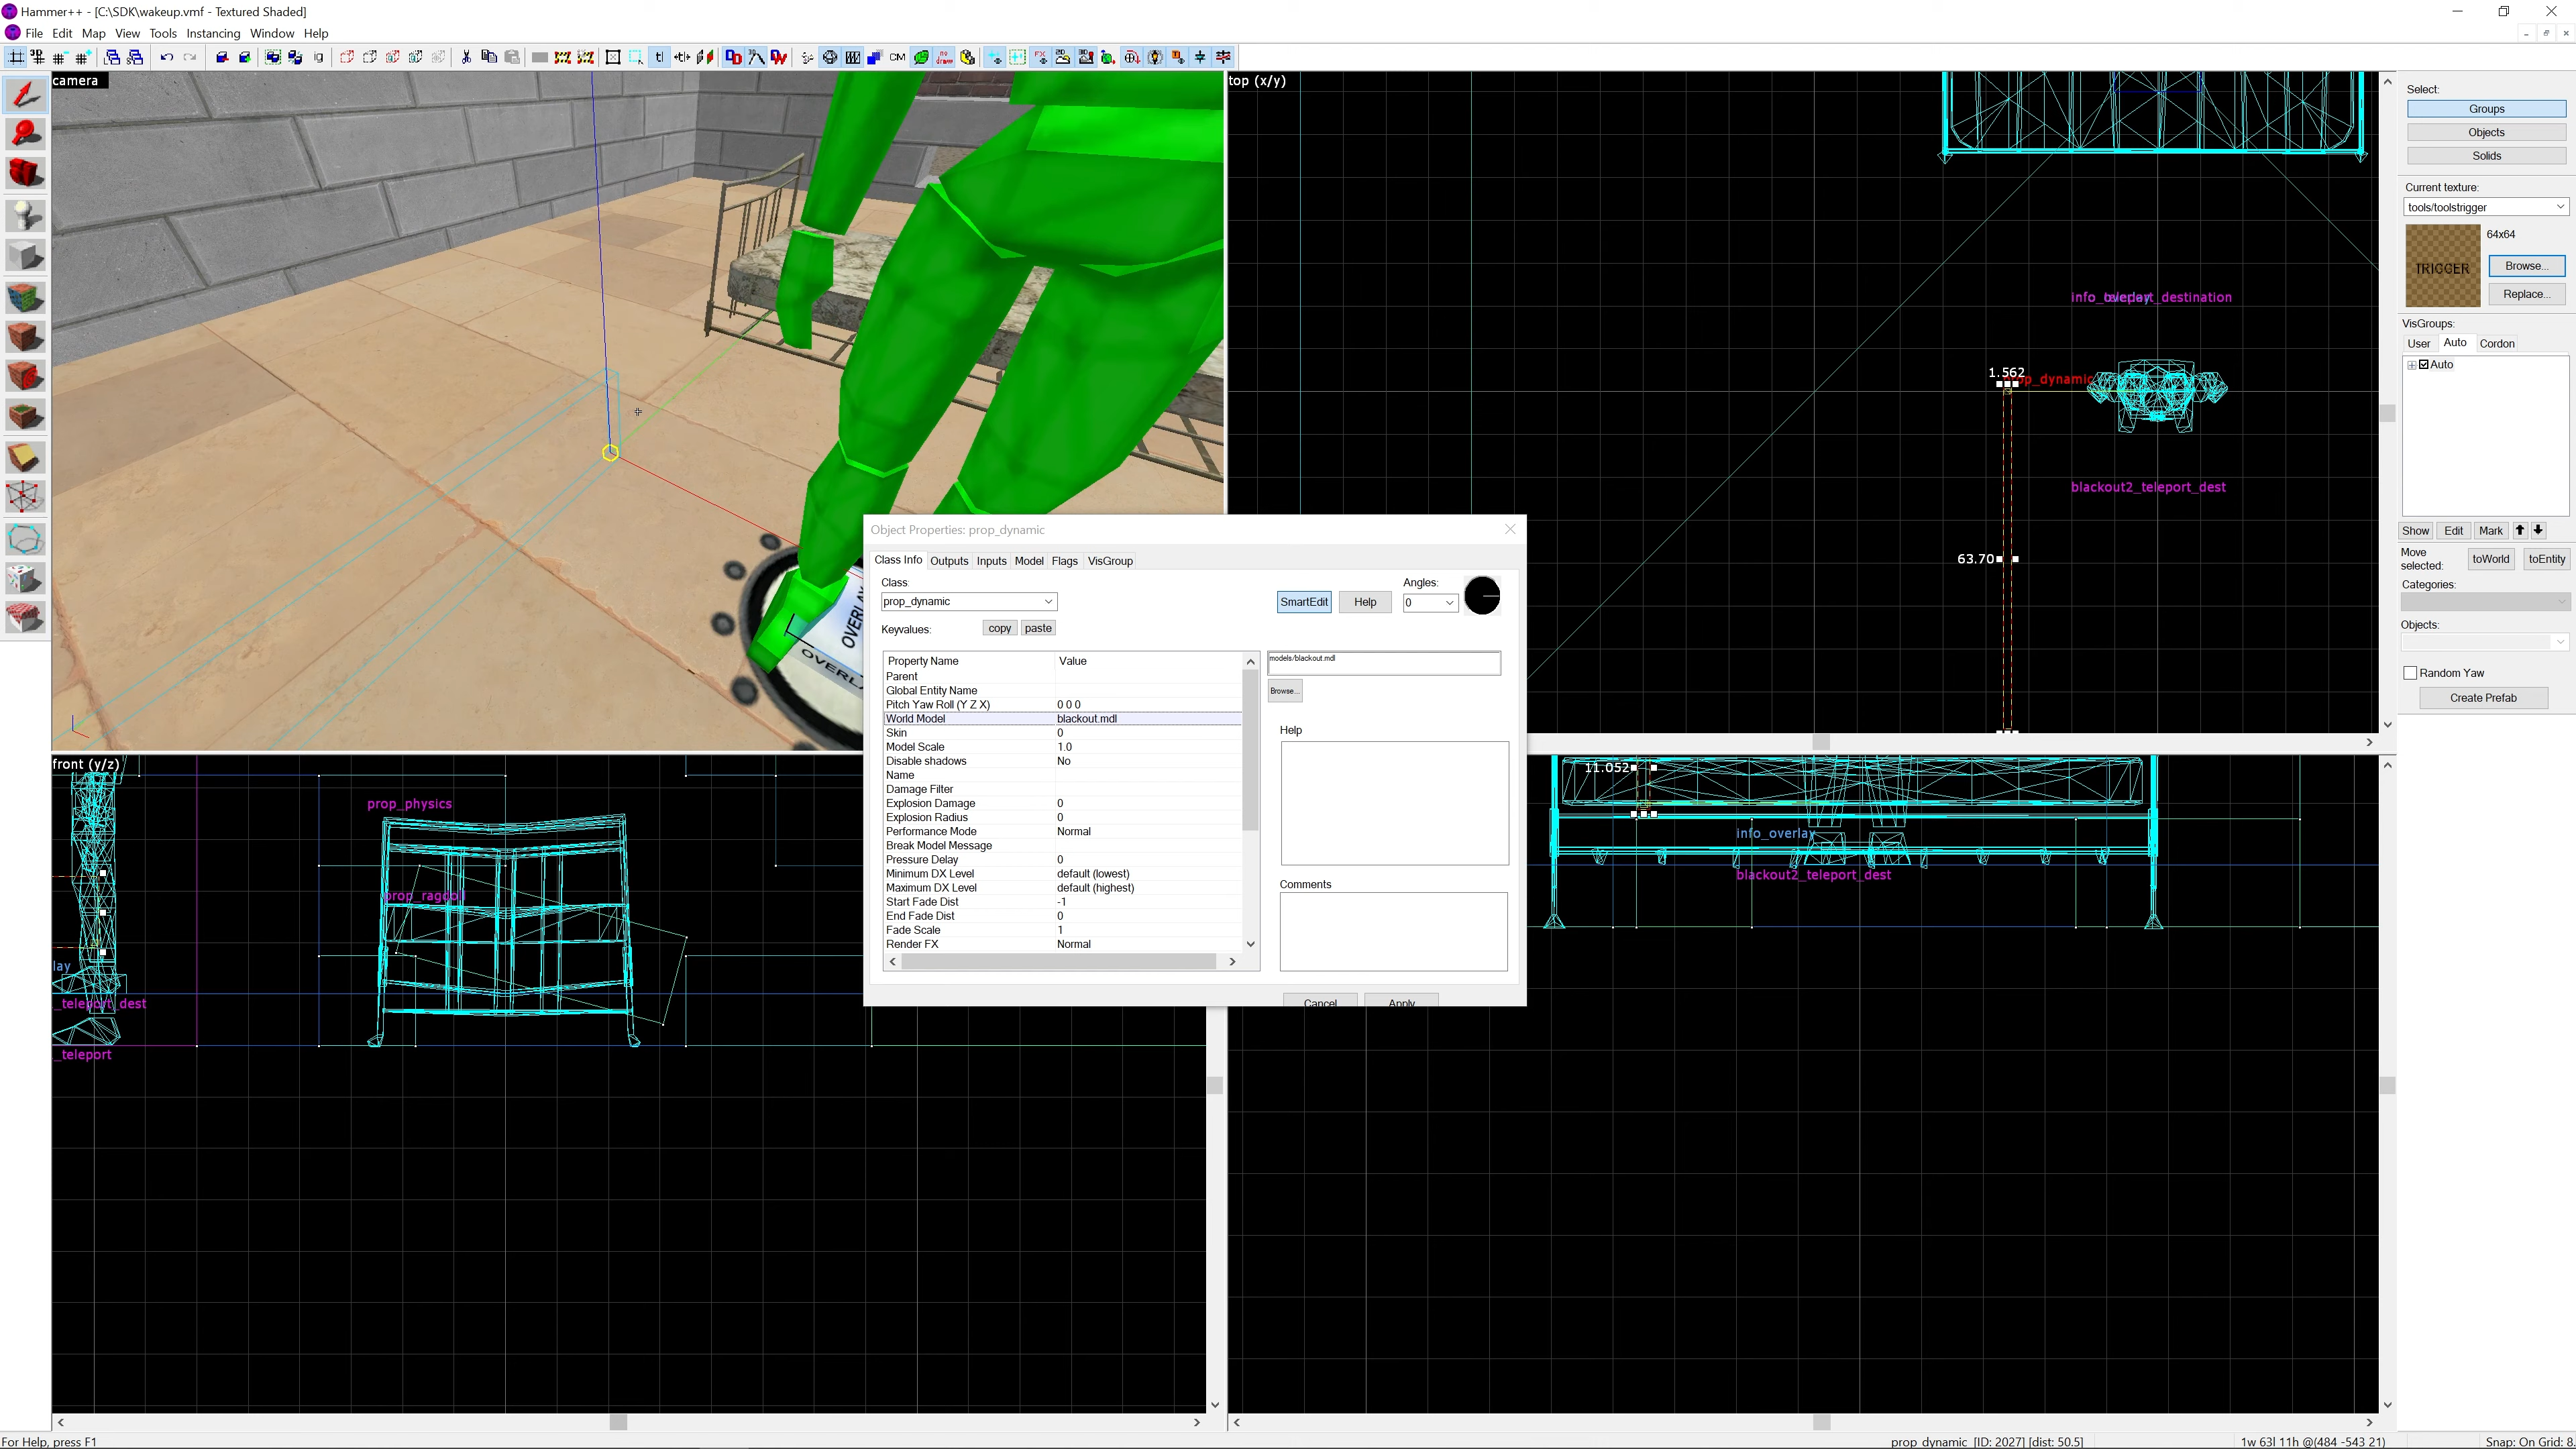 Hammer++ - [C:\SDK\wakeup.vmf - Textured Shaded]
File Edit Map View Tools Instancing Window Help
camera
top (x/y)
Select:
Groups
Objects
Solids
Current texture:
tools/toolstrigger
64x64
TRIGGER
Browse...
Replace...
VisGroups:
User Auto Cordon
Auto
Show Edit Mark
Move selected:
toWorld toEntity
Categories:
Objects:
Random Yaw
Create Prefab
1.562
prop_dynamic
blackout2_teleport_dest
63.70
Object Properties: prop_dynamic
Class Info Outputs Inputs Model Flags VisGroup
Class:
prop_dynamic
SmartEdit Help
Angles:
0
Keyvalues:
copy paste
Property Name Value
Parent
Global Entity Name
Pitch Yaw Roll (Y Z X) 0 0 0
World Model blackout.mdl
Skin 0
Model Scale 1.0
Disable shadows No
Name
Damage Filter
Explosion Damage 0
Explosion Radius 0
Performance Mode Normal
Break Model Message
Pressure Delay 0
Minimum DX Level default (lowest)
Maximum DX Level default (highest)
Start Fade Dist -1
End Fade Dist 0
Fade Scale 1
Render FX Normal
models/blackout.mdl
Browse...
Help
Comments
Cancel Apply
front (y/z)
prop_physics
prop_ragdoll
lay
_teleport_dest
_teleport
11.052
info_overlay
blackout2_teleport_dest
For Help, press F1
prop_dynamic [ID: 2027] [dist: 50.5]
1w 63l 11h @(484 -543 21)
Snap: On Grid: 8